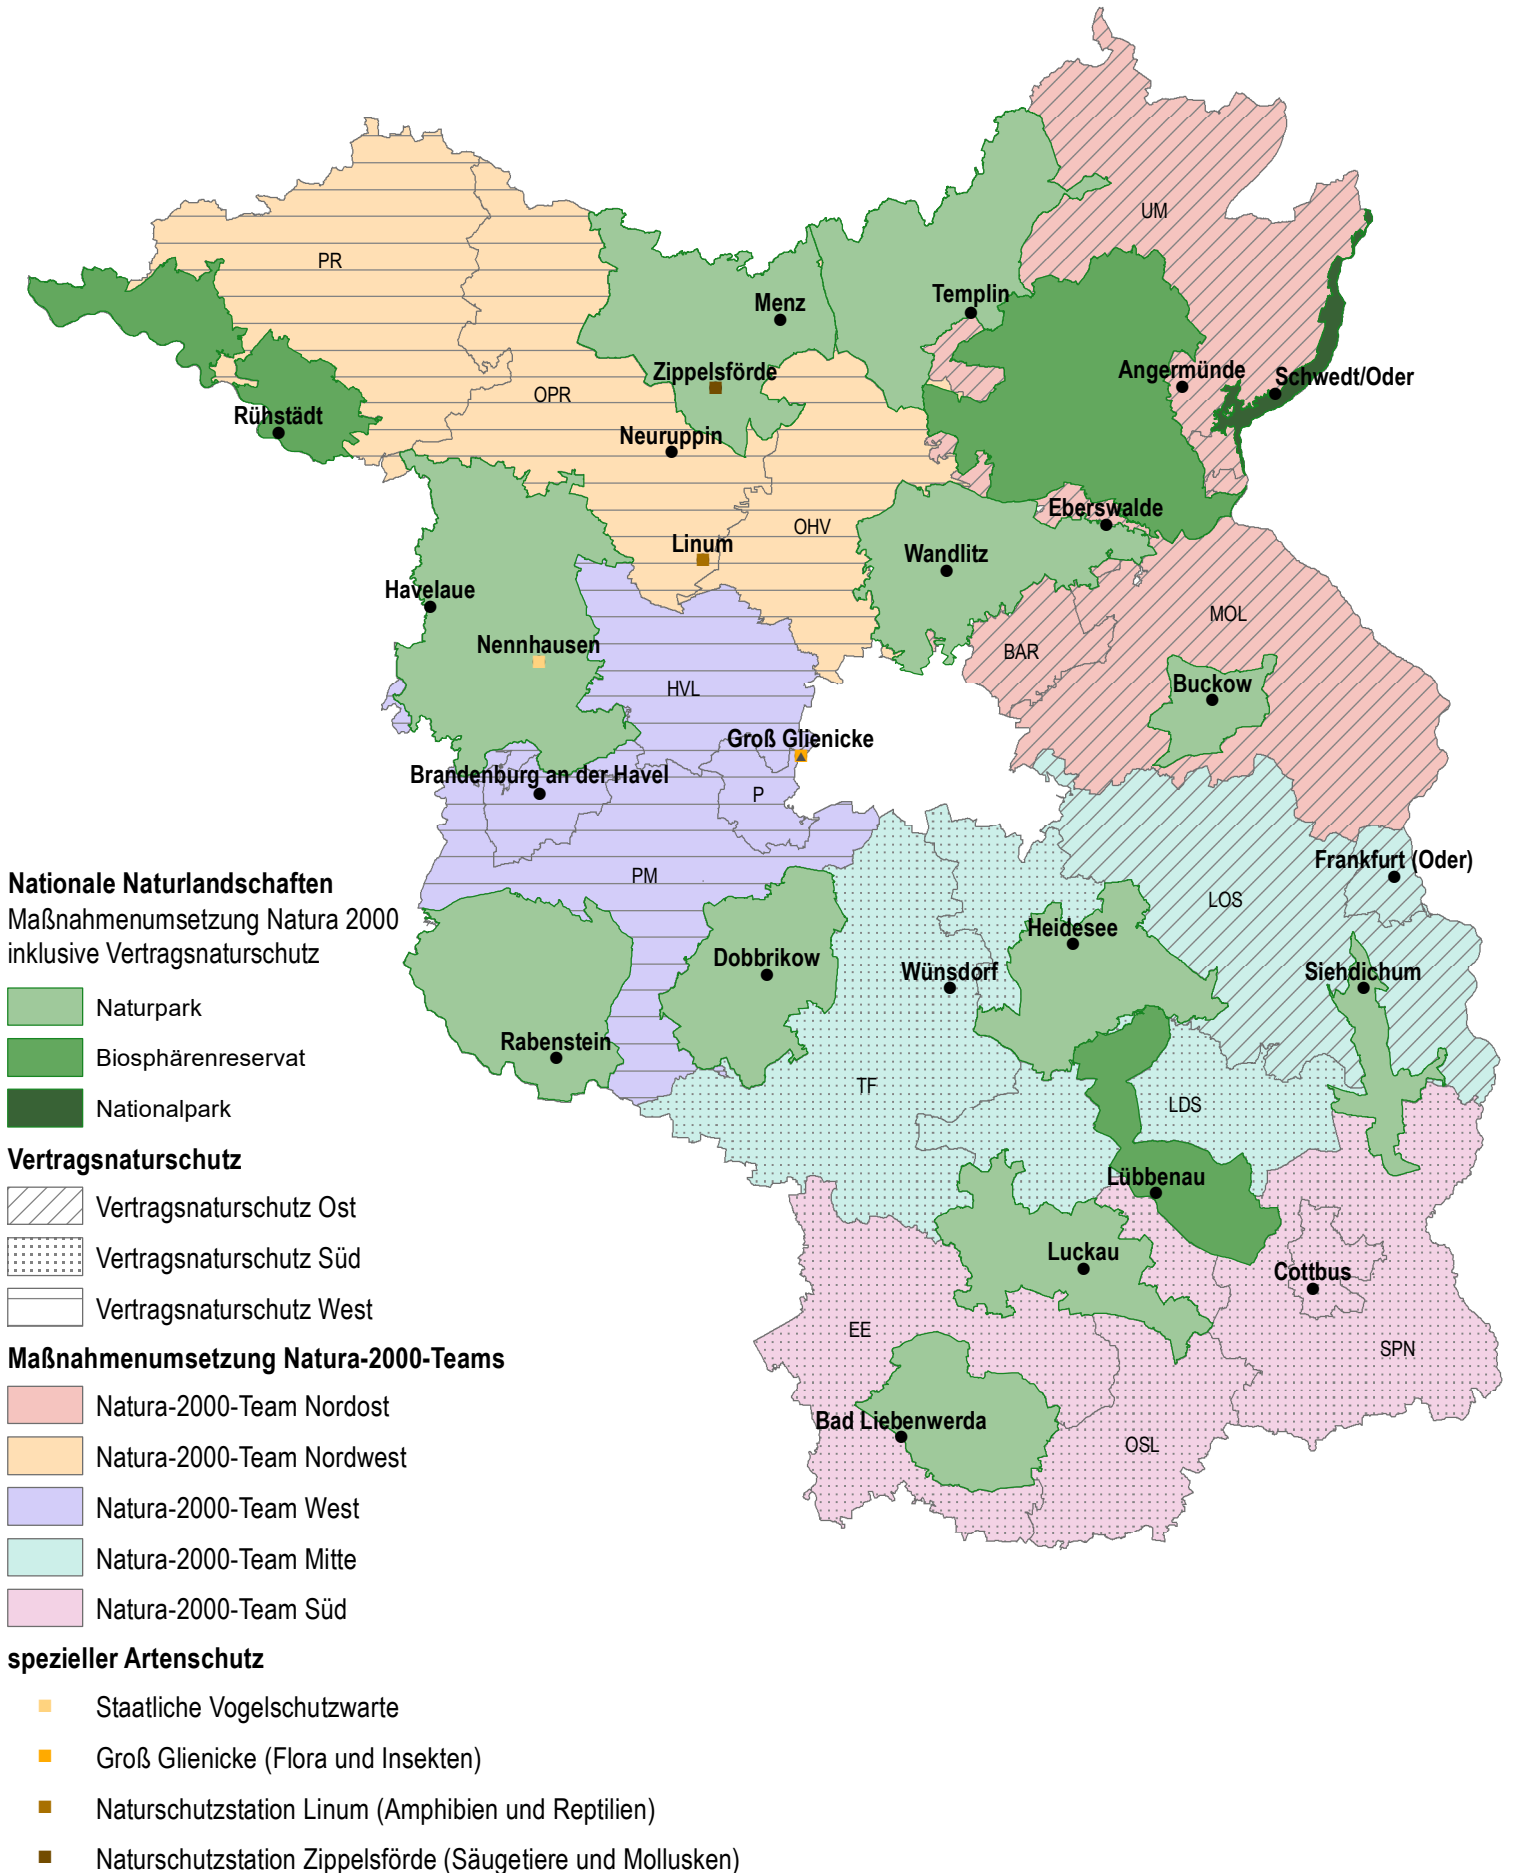 UM
PR
Menz
Templin
Zippelsförde
Angermünde
Schwedt/Oder
OPR
Rühstädt
Neuruppin
Eberswalde
OHV
Linum
Wandlitz
Havelaue
MOL
Nennhausen
BAR
HVL
Buckow
Groß Glienicke
Brandenburg an der Havel
P
Frankfurt (Oder)
PM
LOS
Heidesee
Dobbrikow
Wünsdorf
Siehdichum
Rabenstein
TF
LDS
Lübbenau
Luckau
Cottbus
EE
SPN
Bad Liebenwerda
OSL
Nationale Naturlandschaften
Maßnahmenumsetzung Natura 2000
inklusive Vertragsnaturschutz
Naturpark
Biosphärenreservat
Nationalpark
Vertragsnaturschutz
Vertragsnaturschutz Ost
Vertragsnaturschutz Süd
Vertragsnaturschutz West
Maßnahmenumsetzung Natura-2000-Teams
Natura-2000-Team Nordost
Natura-2000-Team Nordwest
Natura-2000-Team West
Natura-2000-Team Mitte
Natura-2000-Team Süd
spezieller Artenschutz
Staatliche Vogelschutzwarte
Groß Glienicke (Flora und Insekten)
Naturschutzstation Linum (Amphibien und Reptilien)
Naturschutzstation Zippelsförde (Säugetiere und Mollusken)